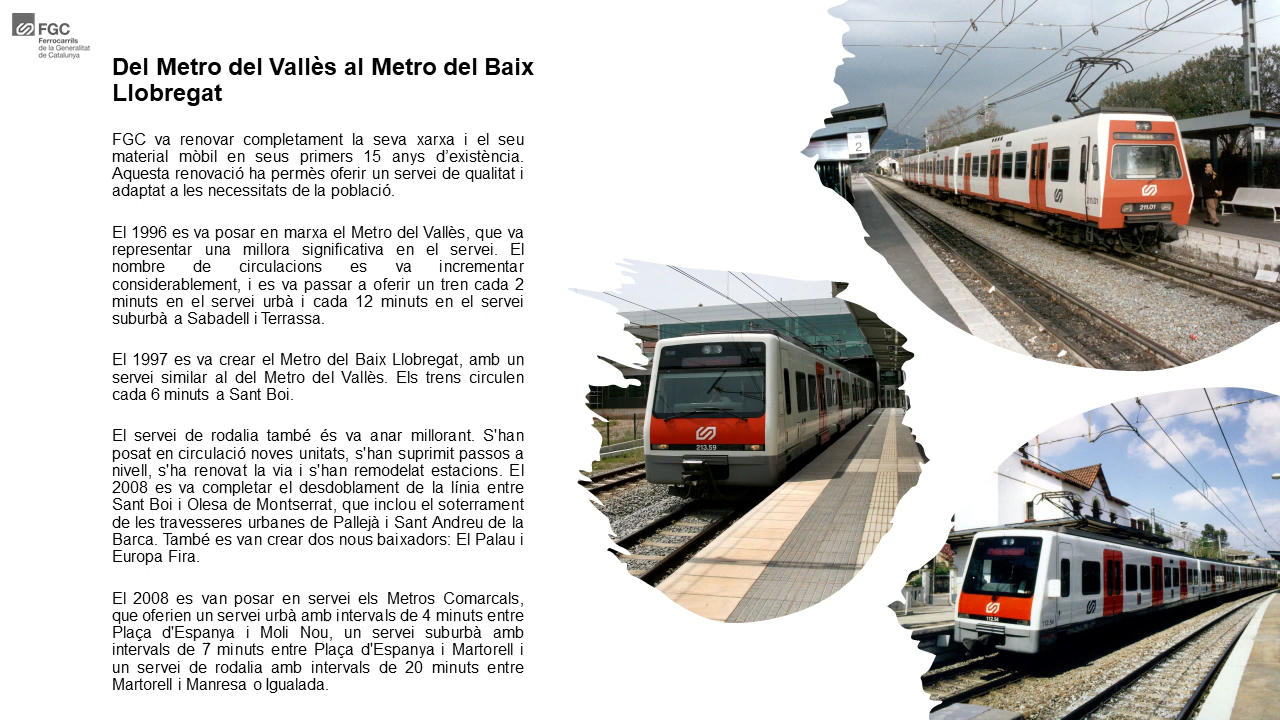 FGC
Ferrocarrils
de la Generalitat
de Catalunya
Del Metro del Vallès al Metro del Baix
Llobregat
FGC va renovar completament la seva xarxa i el seu
material mòbil en seus primers 15 anys d'existència.
Aquesta renovació ha permès oferir un servei de qualitat i
adaptat a les necessitats de la població.
El 1996 es va posar en marxa el Metro del Vallès, que va
representar una millora significativa en el servei. El
nombre de circulacions es va incrementar
considerablement, i es va passar a oferir un tren cada 2
minuts en el servei urbà i cada 12 minuts en el servei
suburbà a Sabadell i Terrassa.
El 1997 es va crear el Metro del Baix Llobregat, amb un
servei similar al del Metro del Vallès. Els trens circulen
cada 6 minuts a Sant Boi.
El servei de rodalia també és va anar millorant. S'han
posat en circulació noves unitats, s'han suprimit passos a
nivell, s'ha renovat la via i s'han remodelat estacions. El
2008 es va completar el desdoblament de la línia entre
Sant Boi i Olesa de Montserrat, que inclou el soterrament
de les travesseres urbanes de Pallejà i Sant Andreu de la
Barca. També es van crear dos nous baixadors: El Palau i
Europa Fira.
El 2008 es van posar en servei els Metros Comarcals,
que oferien un servei urbà amb intervals de 4 minuts entre
Plaça d'Espanya i Moli Nou, un servei suburbà amb
intervals de 7 minuts entre Plaça d'Espanya i Martorell i
un servei de rodalia amb intervals de 20 minuts entre
Martorell i Manresa o Igualada.
2
211.01
211.01
213.59
112.54
112.54